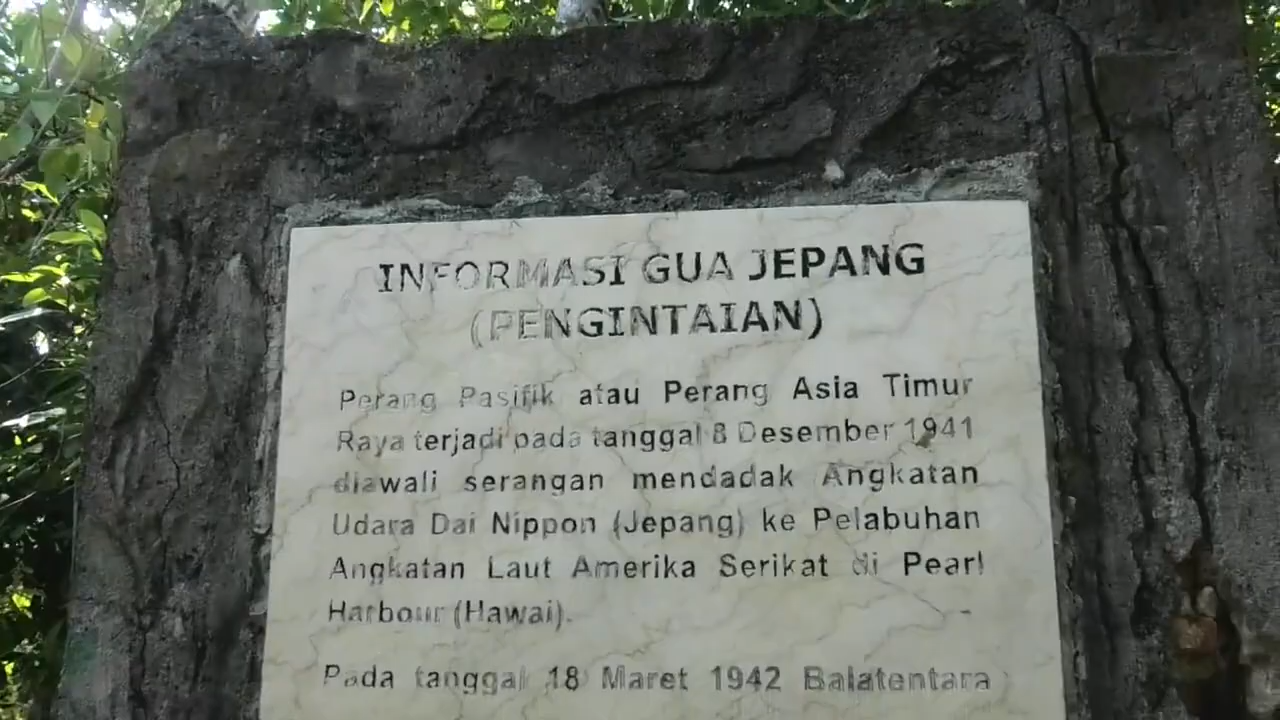 INFORMASI GUA JEPANG
(PENGINTAIAN)
Perang Pasifik atau Perang Asia Timur
Raya terjadi pada tanggal 8 Desember 1941
diawali serangan mendadak Angkatan
Udara Dai Nippon (Jepang) ke Pelabuhan
Angkatan Laut Amerika Serikat di Pearl
Harbour (Hawai).
Pada tanggal 18 Maret 1942 Balatentara